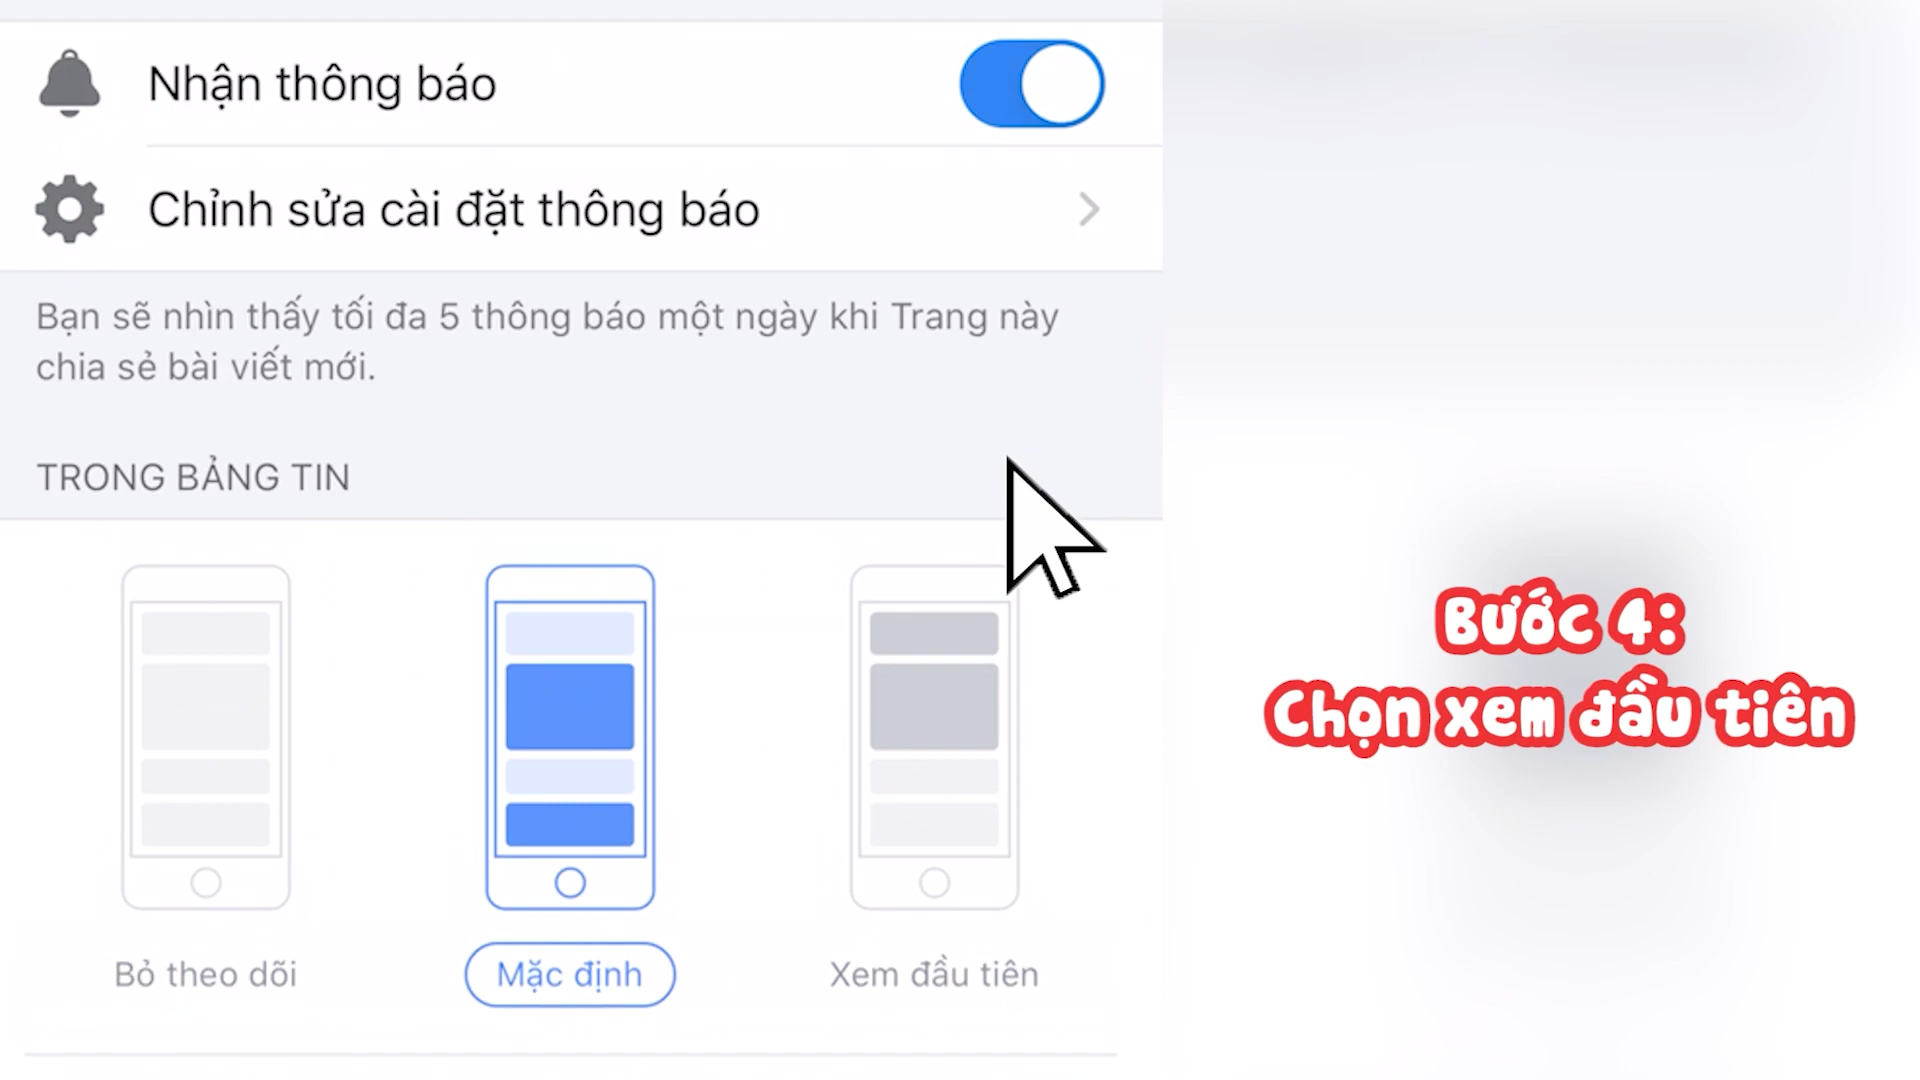 Nhận thông báo
Chỉnh sửa cài đặt thông báo
Bạn sẽ nhìn thấy tối đa 5 thông báo một ngày khi Trang này
chia sẻ bài viết mới.
TRONG BẢNG TIN
Bỏ theo dõi
Mặc định
Xem đầu tiên
Bước 4:
Chọn xem đầu tiên